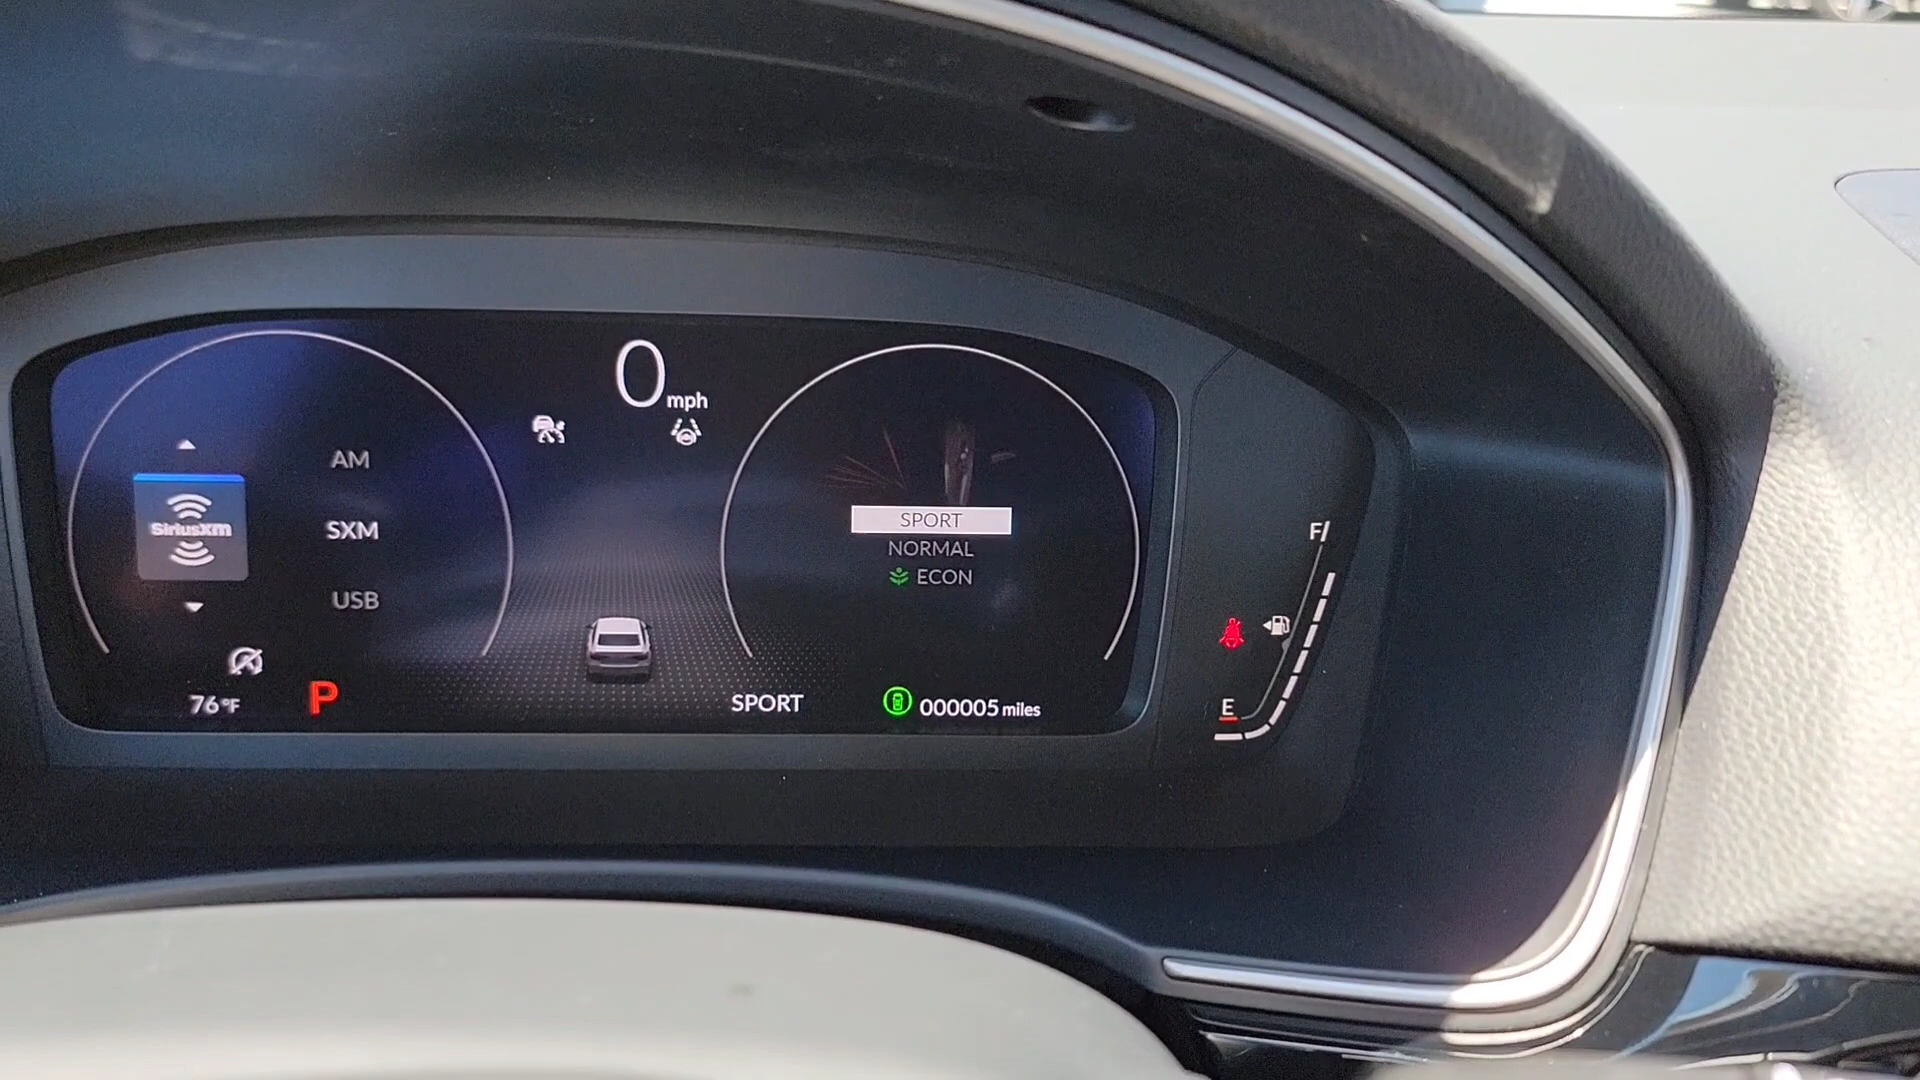 0 mph
AM
SiriusXm
SXM
USB
76°F
P
SPORT
NORMAL
ECON
SPORT
000005 miles
F
E